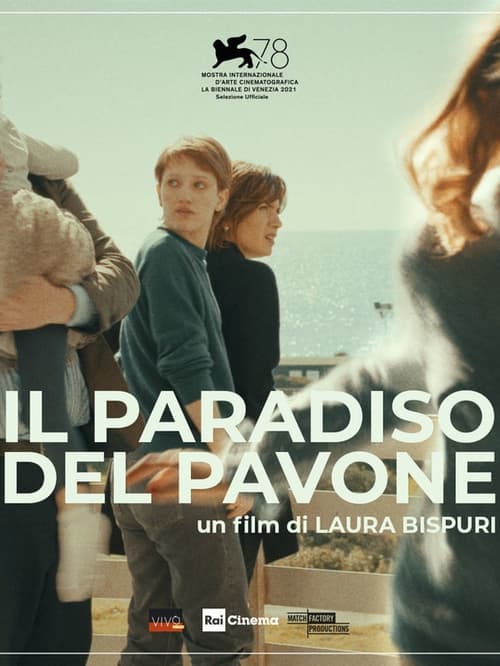 78
MOSTRA INTERNAZIONALE
D'ARTE CINEMATOGRAFICA
LA BIENNALE DI VENEZIA 2021
Selezione Ufficiale
IL PARADISO
DEL PAVONE
un film di LAURA BISPURI
VIVO
Rai Cinema
MATCH FACTORY
PRODUCTIONS